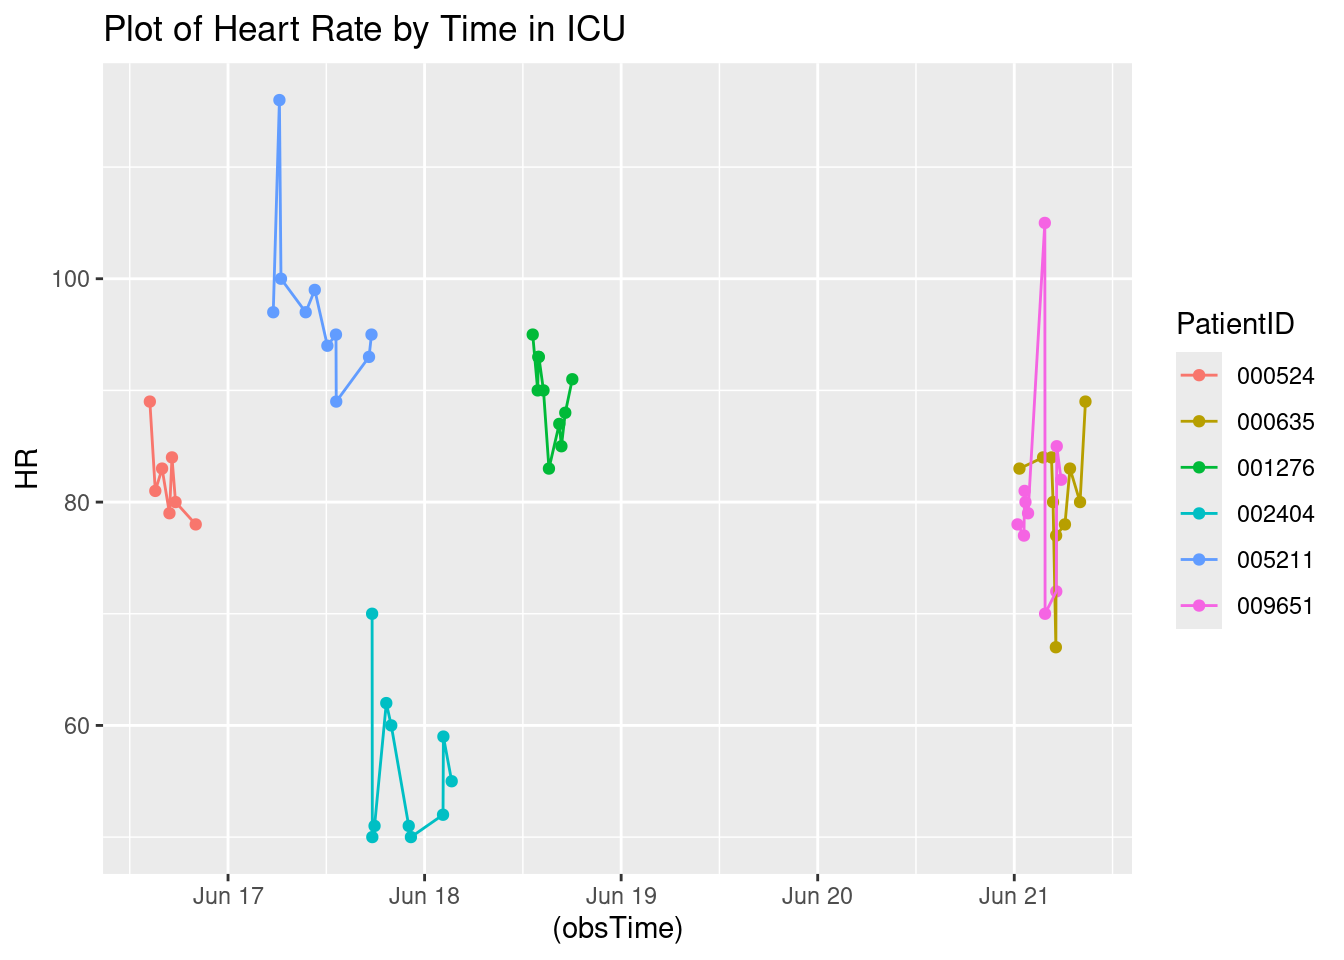 Plot of Heart Rate by Time in ICU
HR
100
80
60
Jun 17
Jun 18
Jun 19
Jun 20
Jun 21
(obsTime)
PatientID
000524
000635
001276
002404
005211
009651